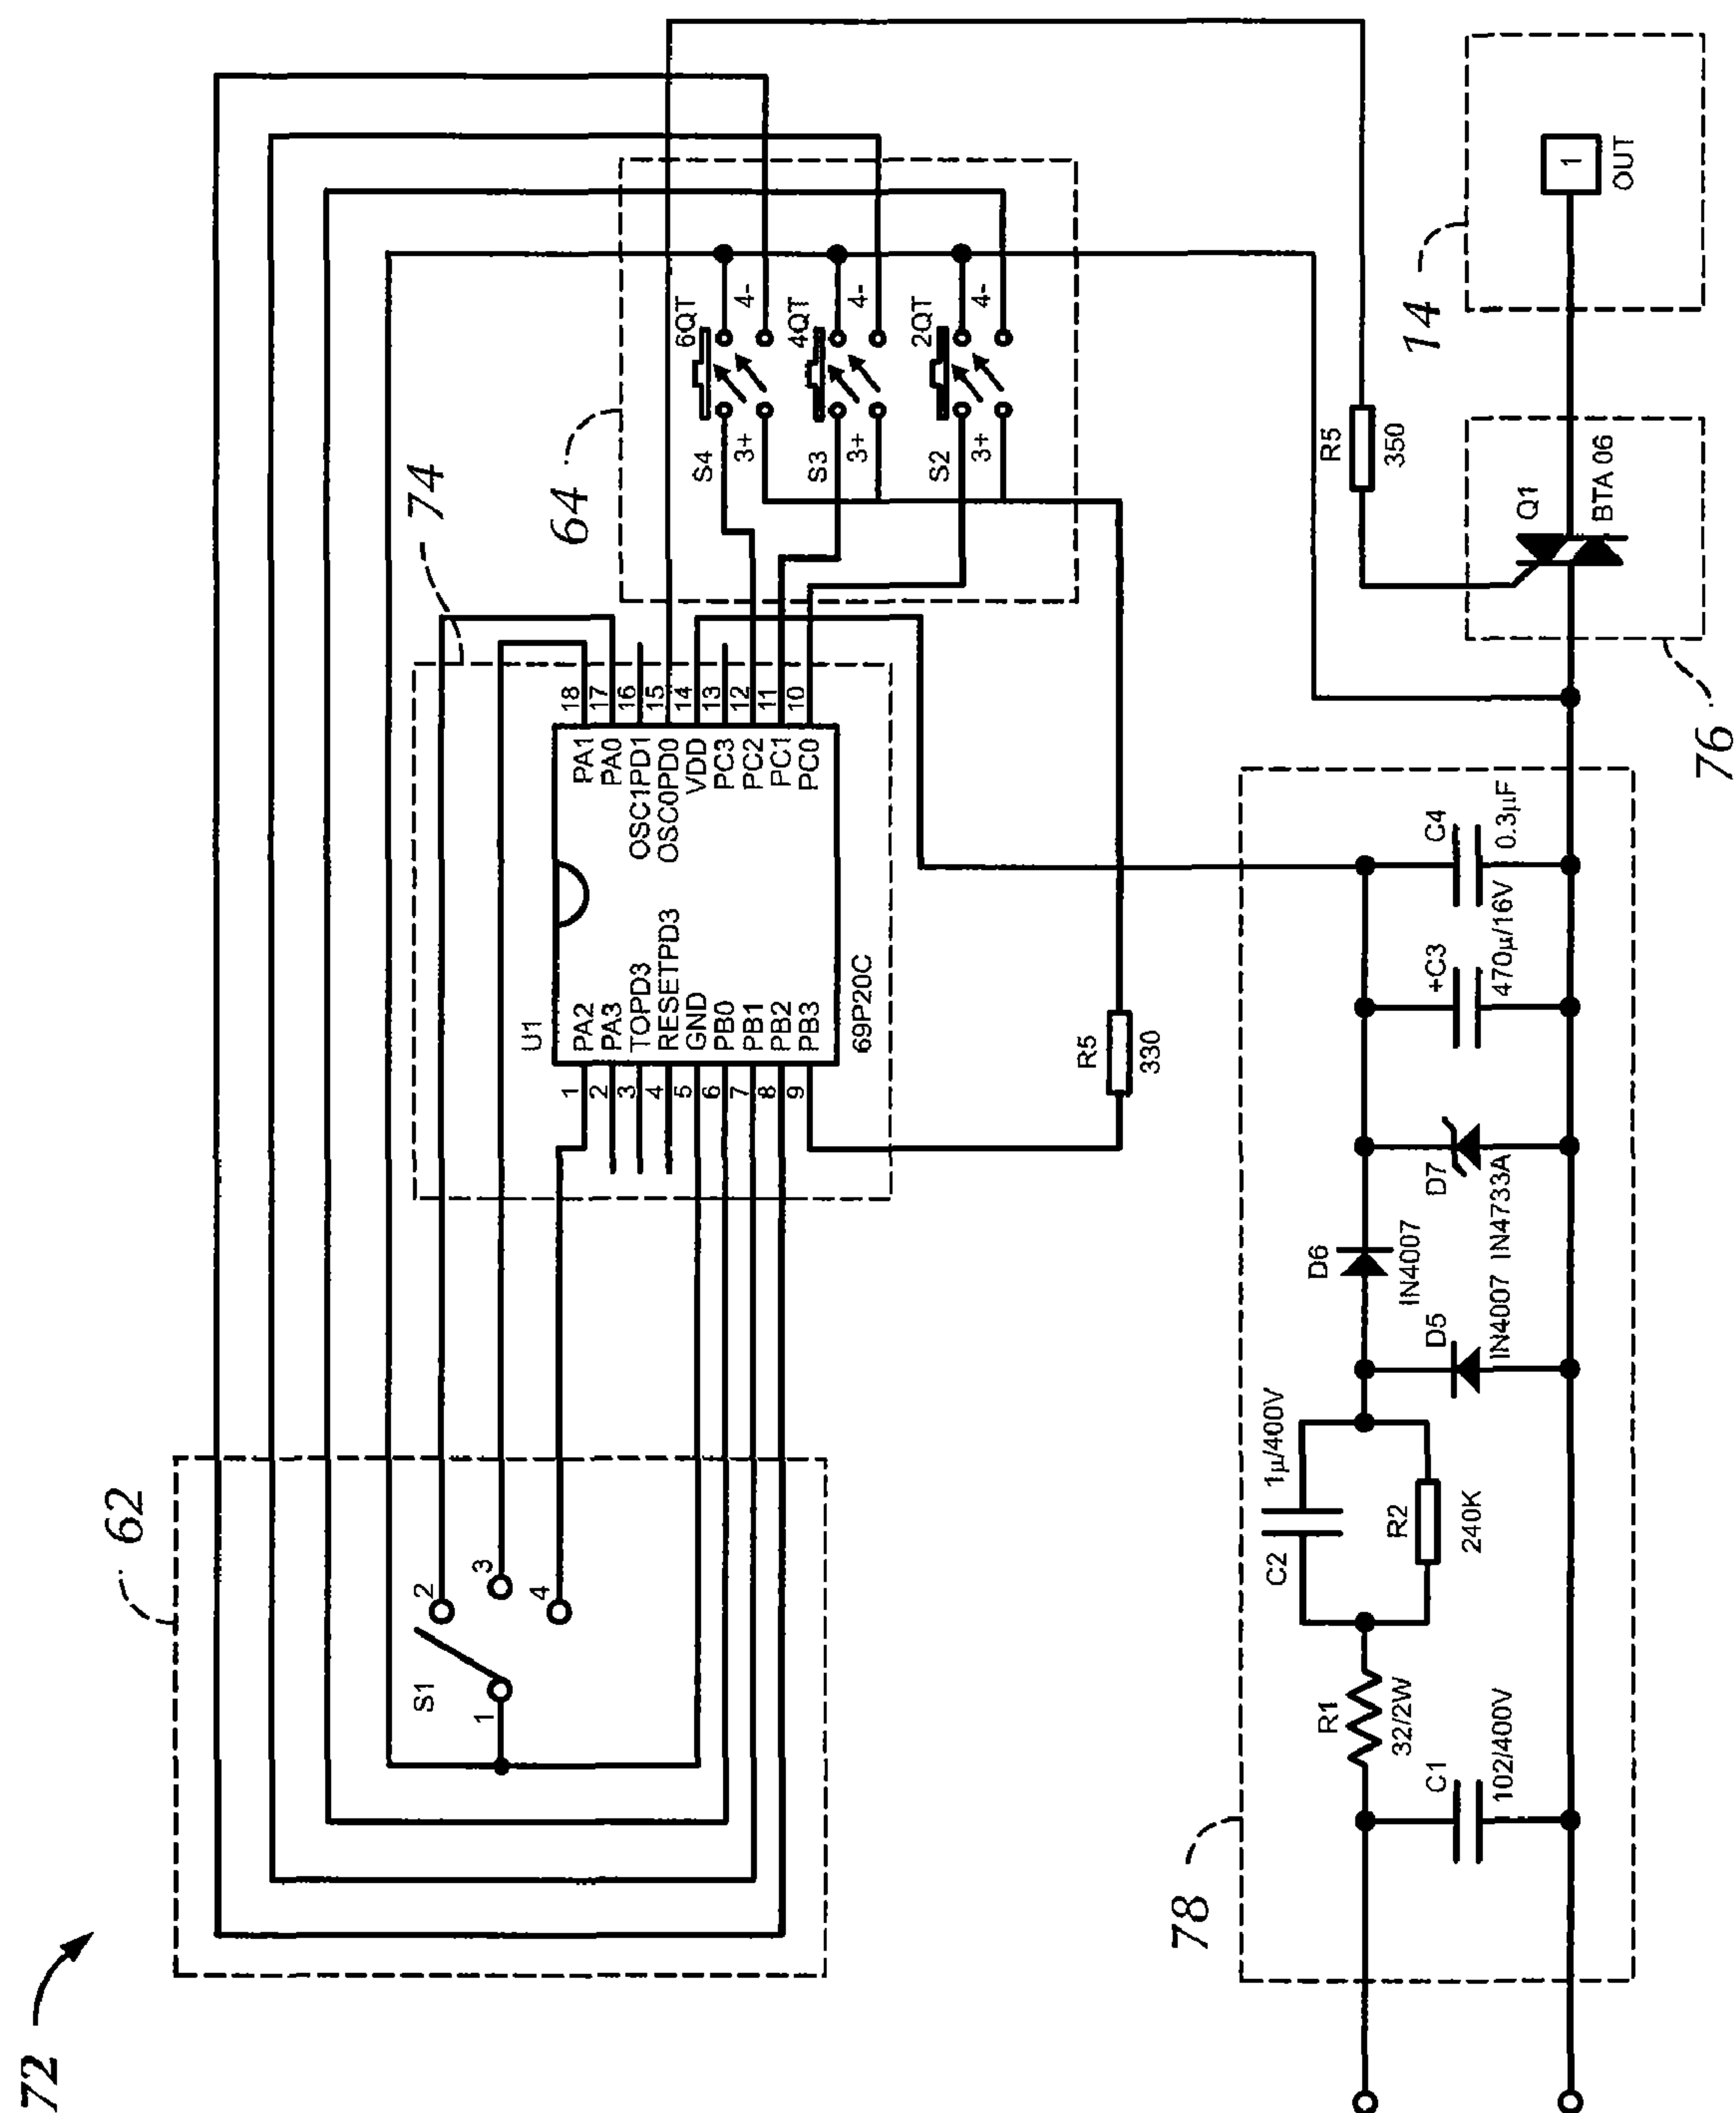 72
62
S1
1
2
3
4
74
U1
1
2
3
4
5
6
7
8
9
PA2
PA3
TOPD3
RESETPD3
GND
PB0
PB1
PB2
PB3
PA1
PA0
OSC1PD1
OSC0PD0
VDD
PC3
PC2
PC1
PC0
18
17
16
15
14
13
12
11
10
69P20C
64
S4
3+
6QT
4-
S3
3+
4QT
4-
S2
3+
2QT
4-
R5
330
R5
350
78
C1
102/400V
R1
32/2W
C2
1µ/400V
R2
240K
D5
IN4007
D6
IN4007
D7
IN4733A
+C3
470µ/16V
C4
0.3µF
76
Q1
BTA 06
14
1
OUT